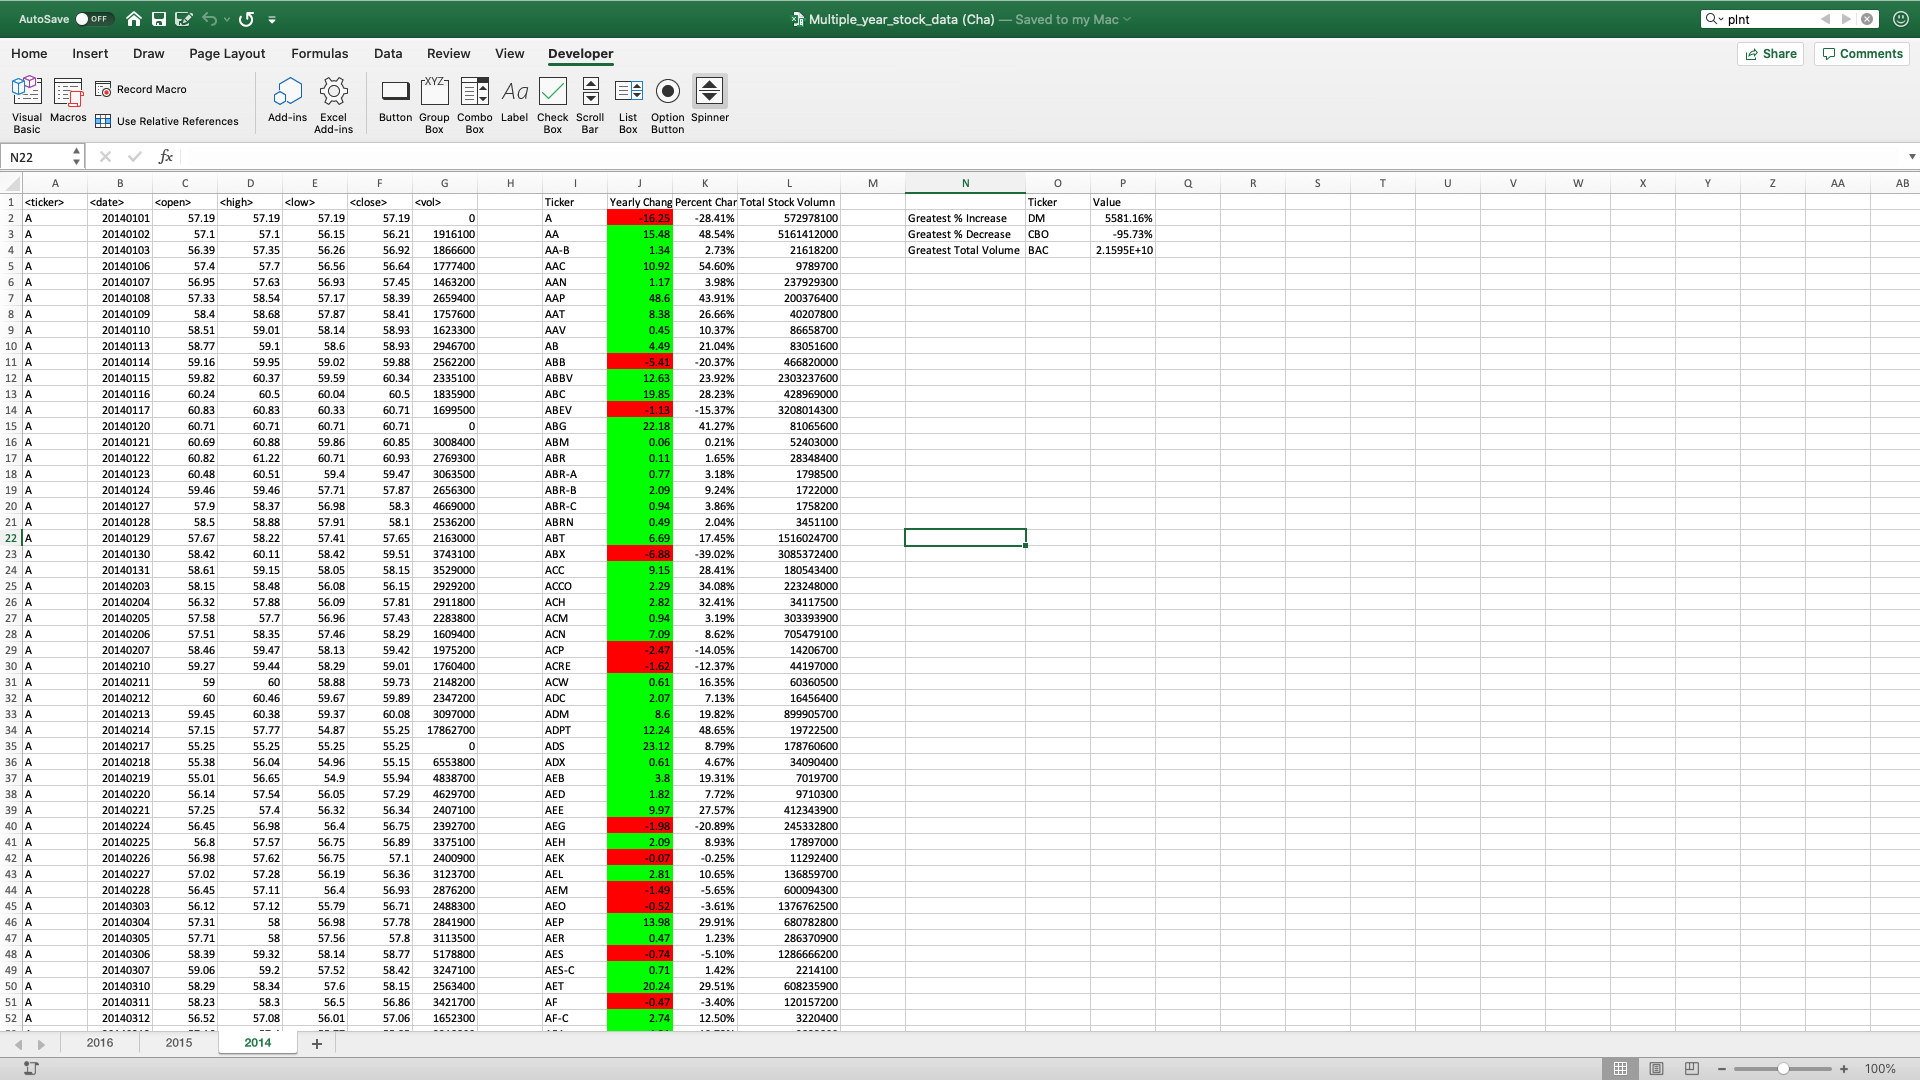 AutoSave OFF Multiple_year_stock_data (Cha) — Saved to my Mac plnt
Home Insert Draw Page Layout Formulas Data Review View Developer Share Comments
Visual Basic Macros Record Macro Use Relative References Add-ins Excel Add-ins Button Group Box Combo Box Label Check Box Scroll Bar List Box Option Button Spinner
N22 fx
A B C D E F G H I J K L M N O P Q R S T U V W X Y Z AA AB
1 <ticker> <date> <open> <high> <low> <close> <vol> Ticker Yearly Chang Percent Char Total Stock Volumn Ticker Value
2 A 20140101 57.19 57.19 57.19 57.19 0 A -16.25 -28.41% 572978100 Greatest % Increase DM 5581.16%
3 A 20140102 57.1 57.1 56.15 56.21 1916100 AA 15.48 48.54% 5161412000 Greatest % Decrease CBO -95.73%
4 A 20140103 56.39 57.35 56.26 56.92 1866600 AA-B 1.34 2.73% 21618200 Greatest Total Volume BAC 2.1595E+10
5 A 20140106 57.4 57.7 56.56 56.64 1777400 AAC 10.92 54.60% 9789700
6 A 20140107 56.95 57.63 56.93 57.45 1463200 AAN 1.17 3.98% 237929300
7 A 20140108 57.33 58.54 57.17 58.39 2659400 AAP 48.6 43.91% 200376400
8 A 20140109 58.4 58.68 57.87 58.41 1757600 AAT 8.38 26.66% 40207800
9 A 20140110 58.51 59.01 58.14 58.93 1623300 AAV 0.45 10.37% 86658700
10 A 20140113 58.77 59.1 58.6 58.93 2946700 AB 4.49 21.04% 83051600
11 A 20140114 59.16 59.95 59.02 59.88 2562200 ABB -5.41 -20.37% 466820000
12 A 20140115 59.82 60.37 59.59 60.34 2335100 ABBV 12.63 23.92% 2303237600
13 A 20140116 60.24 60.5 60.04 60.5 1835900 ABC 19.85 28.23% 428969000
14 A 20140117 60.83 60.83 60.33 60.71 1699500 ABEV -1.13 -15.37% 3208014300
15 A 20140120 60.71 60.71 60.71 60.71 0 ABG 22.18 41.27% 81065600
16 A 20140121 60.69 60.88 59.86 60.85 3008400 ABM 0.06 0.21% 52403000
17 A 20140122 60.82 61.22 60.71 60.93 2769300 ABR 0.11 1.65% 28348400
18 A 20140123 60.48 60.51 59.4 59.47 3063500 ABR-A 0.77 3.18% 1798500
19 A 20140124 59.46 59.46 57.71 57.87 2656300 ABR-B 2.09 9.24% 1722000
20 A 20140127 57.9 58.37 56.98 58.3 4669000 ABR-C 0.94 3.86% 1758200
21 A 20140128 58.5 58.88 57.91 58.1 2536200 ABRN 0.49 2.04% 3451100
22 A 20140129 57.67 58.22 57.41 57.65 2163000 ABT 6.69 17.45% 1516024700
23 A 20140130 58.42 60.11 58.42 59.51 3743100 ABX -6.88 -39.02% 3085372400
24 A 20140131 58.61 59.15 58.05 58.15 3529000 ACC 9.15 28.41% 180543400
25 A 20140203 58.15 58.48 56.08 56.15 2929200 ACCO 2.29 34.08% 223248000
26 A 20140204 56.32 57.88 56.09 57.81 2911800 ACH 2.82 32.41% 34117500
27 A 20140205 57.58 57.7 56.96 57.43 2283800 ACM 0.94 3.19% 303393900
28 A 20140206 57.51 58.35 57.46 58.29 1609400 ACN 7.09 8.62% 705479100
29 A 20140207 58.46 59.47 58.13 59.42 1975200 ACP -2.47 -14.05% 14206700
30 A 20140210 59.27 59.44 58.29 59.01 1760400 ACRE -1.62 -12.37% 44197000
31 A 20140211 59 60 58.88 59.73 2148200 ACW 0.61 16.35% 60360500
32 A 20140212 60 60.46 59.67 59.89 2347200 ADC 2.07 7.13% 16456400
33 A 20140213 59.45 60.38 59.37 60.08 3097000 ADM 8.6 19.82% 899905700
34 A 20140214 57.15 57.77 54.87 55.25 17862700 ADPT 12.24 48.65% 19722500
35 A 20140217 55.25 55.25 55.25 55.25 0 ADS 23.12 8.79% 178760600
36 A 20140218 55.38 56.04 54.96 55.15 6553800 ADX 0.61 4.67% 34090400
37 A 20140219 55.01 56.65 54.9 55.94 4838700 AEB 3.8 19.31% 7019700
38 A 20140220 56.14 57.54 56.05 57.29 4629700 AED 1.82 7.72% 9710300
39 A 20140221 57.25 57.4 56.32 56.34 2407100 AEE 9.97 27.57% 412343900
40 A 20140224 56.45 56.98 56.4 56.75 2392700 AEG -1.98 -20.89% 245332800
41 A 20140225 56.8 57.57 56.75 56.89 3375100 AEH 2.09 8.93% 17897000
42 A 20140226 56.98 57.62 56.75 57.1 2400900 AEK -0.07 -0.25% 11292400
43 A 20140227 57.02 57.28 56.19 56.36 3123700 AEL 2.81 10.65% 136859700
44 A 20140228 56.45 57.11 56.4 56.93 2876200 AEM -1.49 -5.65% 600094300
45 A 20140303 56.12 57.12 55.79 56.71 2488300 AEO -0.52 -3.61% 1376762500
46 A 20140304 57.31 58 56.98 57.78 2841900 AEP 13.98 29.91% 680782800
47 A 20140305 57.71 58 57.56 57.8 3113500 AER 0.47 1.23% 286370900
48 A 20140306 58.39 59.32 58.14 58.77 5178800 AES -0.74 -5.10% 1286666200
49 A 20140307 59.06 59.2 57.52 58.42 3247100 AES-C 0.71 1.42% 2214100
50 A 20140310 58.29 58.34 57.6 58.15 2563400 AET 20.24 29.51% 608235900
51 A 20140311 58.23 58.3 56.5 56.86 3421700 AF -0.47 -3.40% 120157200
52 A 20140312 56.52 57.08 56.01 57.06 1652300 AF-C 2.74 12.50% 3220400
2016 2015 2014 +
100%